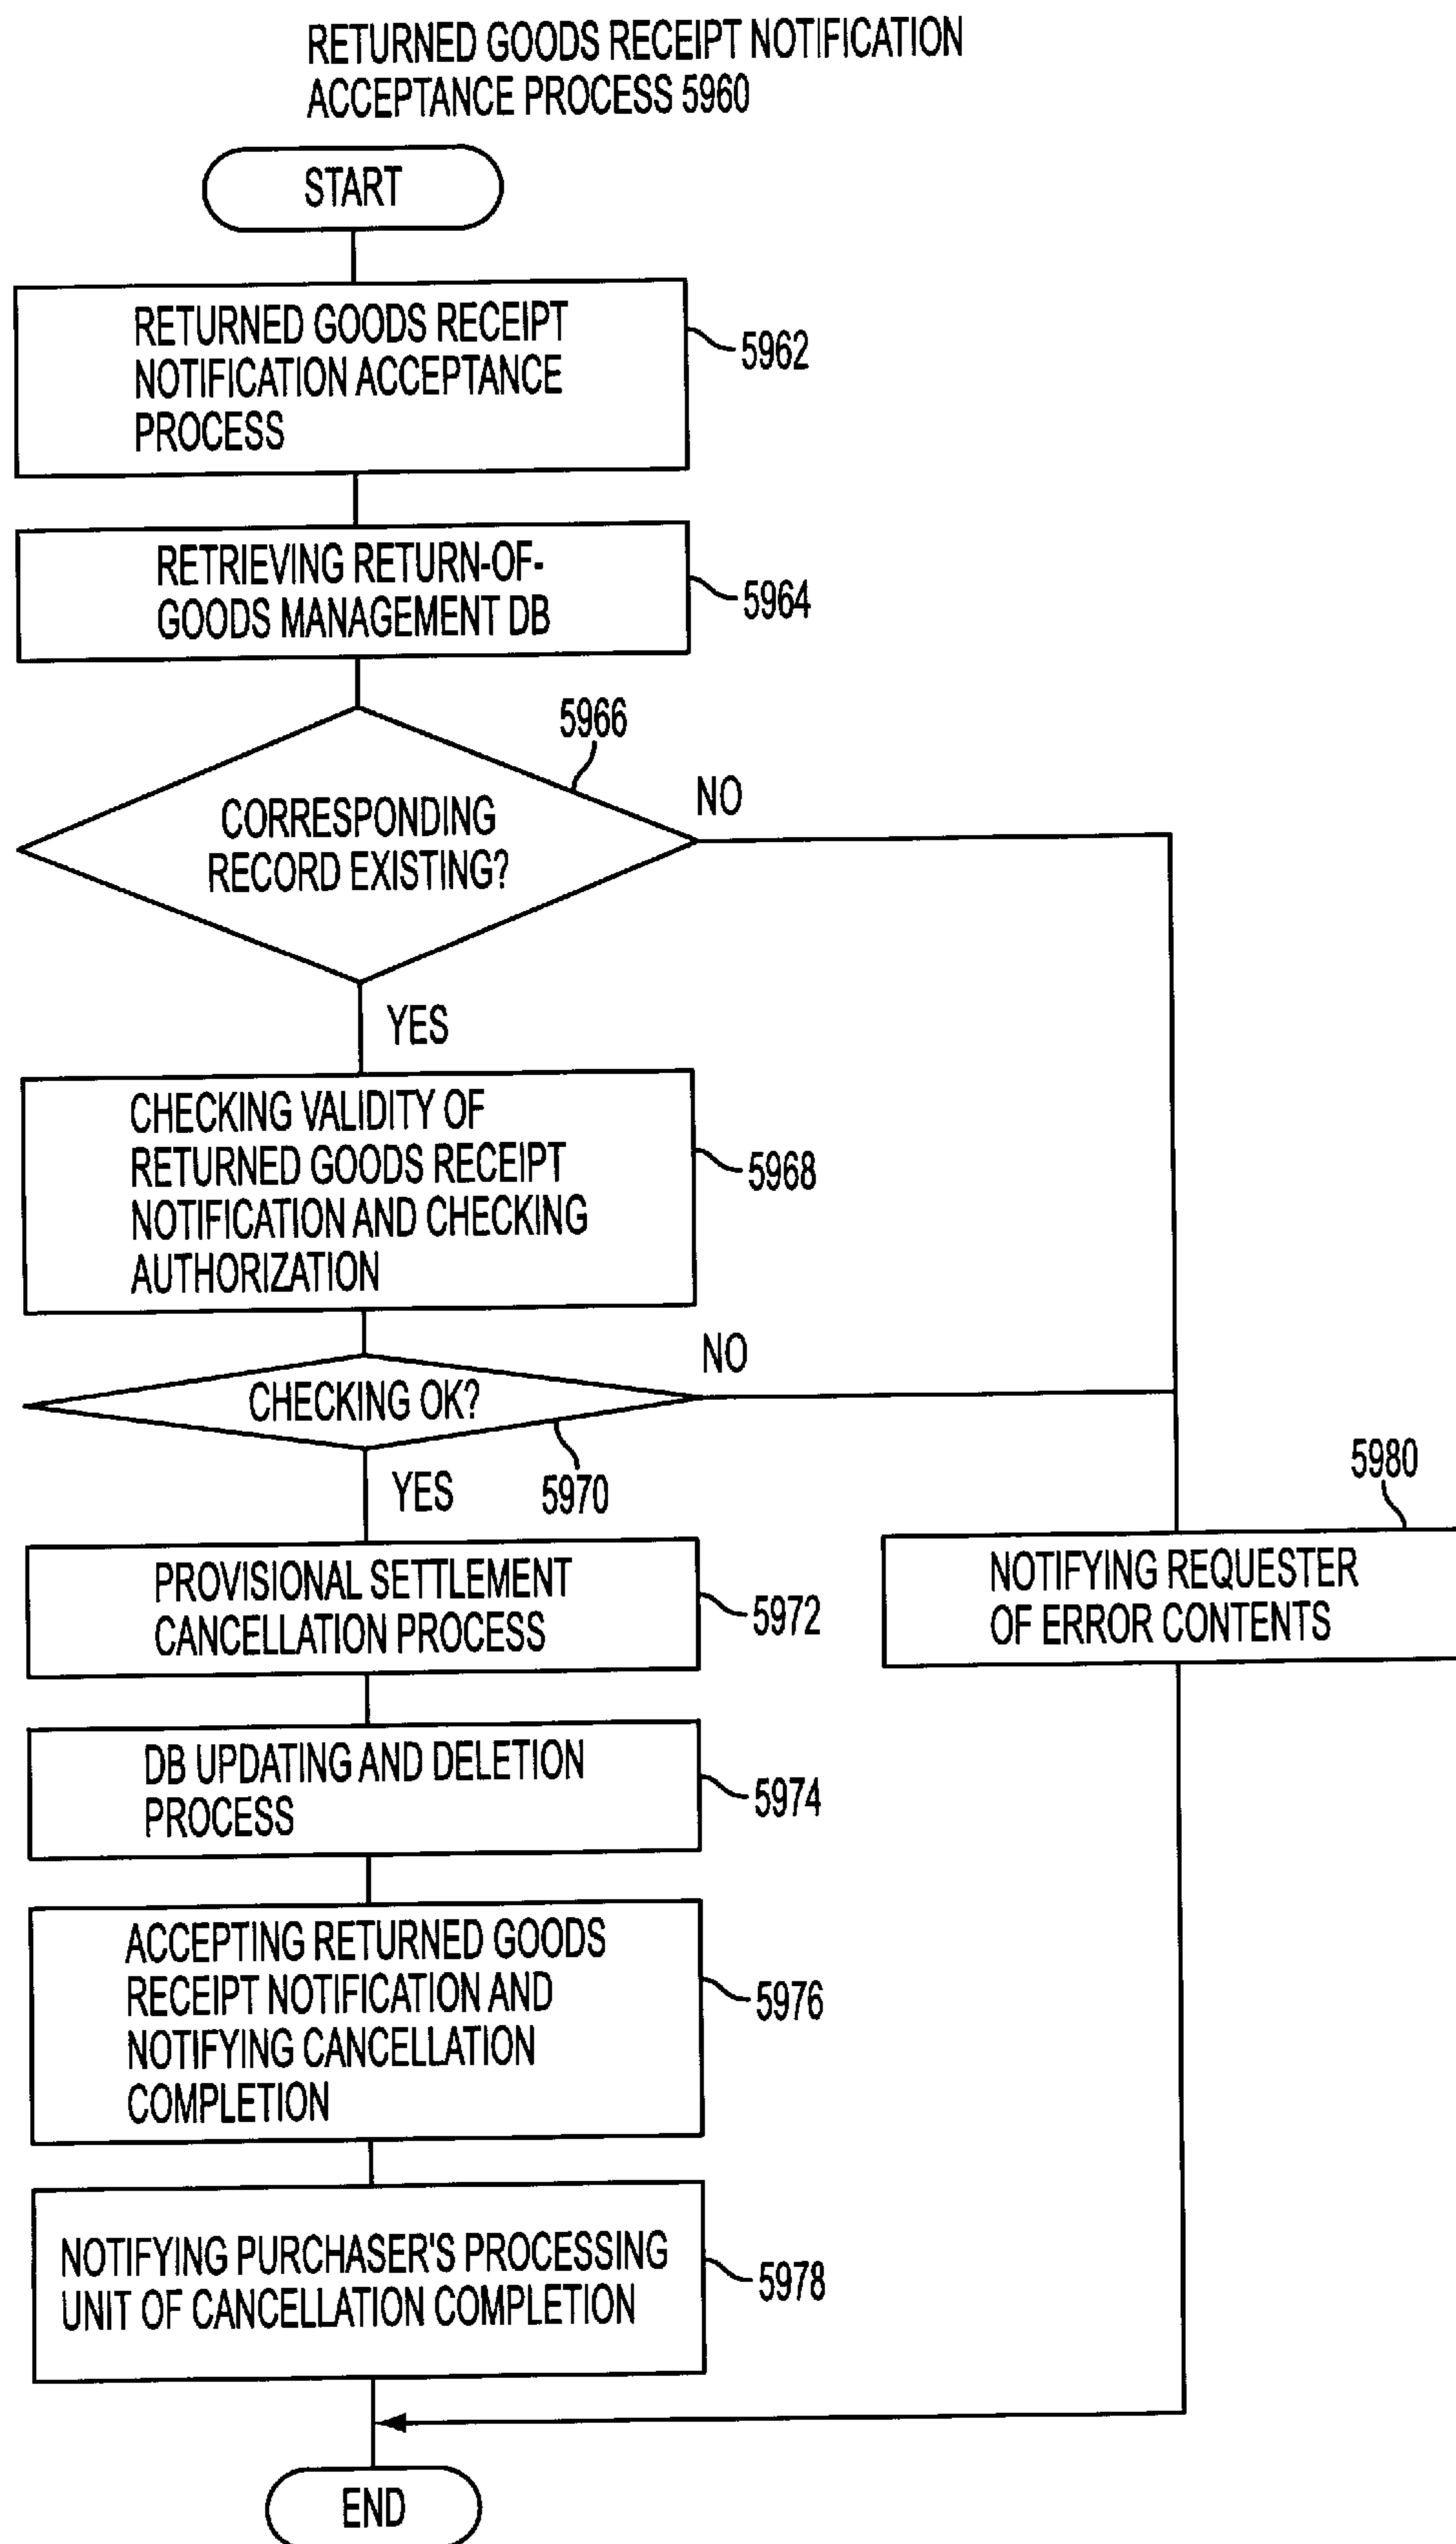 RETURNED GOODS RECEIPT NOTIFICATION
ACCEPTANCE PROCESS 5960
START
RETURNED GOODS RECEIPT
NOTIFICATION ACCEPTANCE
PROCESS
5962
RETRIEVING RETURN-OF-
GOODS MANAGEMENT DB
5964
5966
CORRESPONDING
RECORD EXISTING?
NO
YES
CHECKING VALIDITY OF
RETURNED GOODS RECEIPT
NOTIFICATION AND CHECKING
AUTHORIZATION
5968
CHECKING OK?
NO
5970
YES
PROVISIONAL SETTLEMENT
CANCELLATION PROCESS
5972
5980
NOTIFYING REQUESTER
OF ERROR CONTENTS
DB UPDATING AND DELETION
PROCESS
5974
ACCEPTING RETURNED GOODS
RECEIPT NOTIFICATION AND
NOTIFYING CANCELLATION
COMPLETION
5976
NOTIFYING PURCHASER'S PROCESSING
UNIT OF CANCELLATION COMPLETION
5978
END